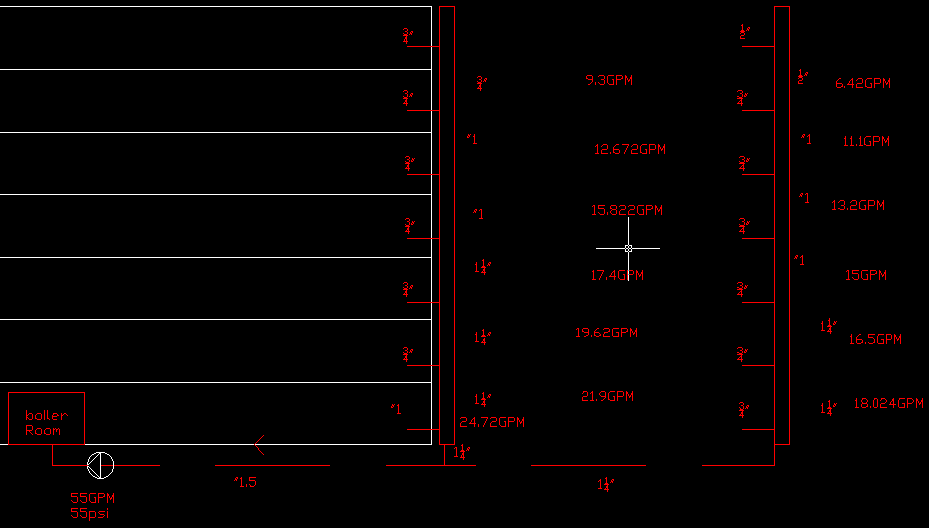 3/4"
1/2"
3/4"
9.3GPM
1/2"
6.42GPM
3/4"
3/4"
"1
12.672GPM
"1
11.1GPM
3/4"
3/4"
"1
15.822GPM
"1
13.2GPM
3/4"
3/4"
1 1/4"
17.4GPM
"1
15GPM
3/4"
3/4"
1 1/4"
19.62GPM
1 1/4"
16.5GPM
3/4"
3/4"
1 1/4"
21.9GPM
1 1/4"
18.024GPM
"1
3/4"
boiler
Room
24.72GPM
1 1/4"
"1.5
1 1/4"
55GPM
55psi